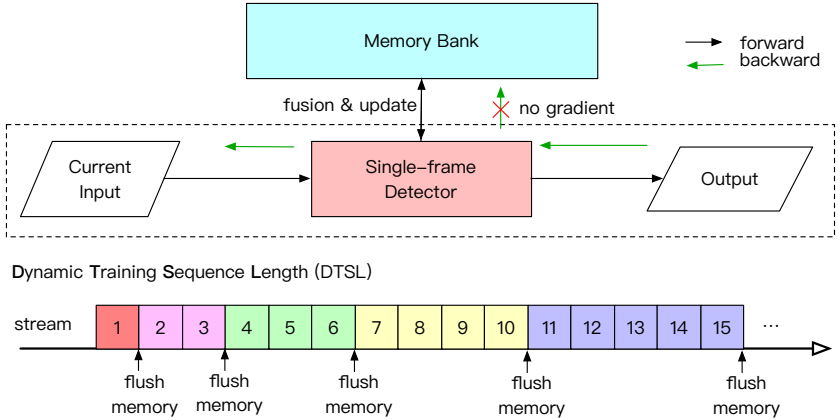 Memory Bank
forward
backward
fusion & update
no gradient
Current
Input
Single-frame
Detector
Output
Dynamic Training Sequence Length (DTSL)
stream 1 2 3 4 5 6 7 8 9 10 11 12 13 14 15 ...
flush
memory
flush
memory
flush
memory
flush
memory
flush
memory